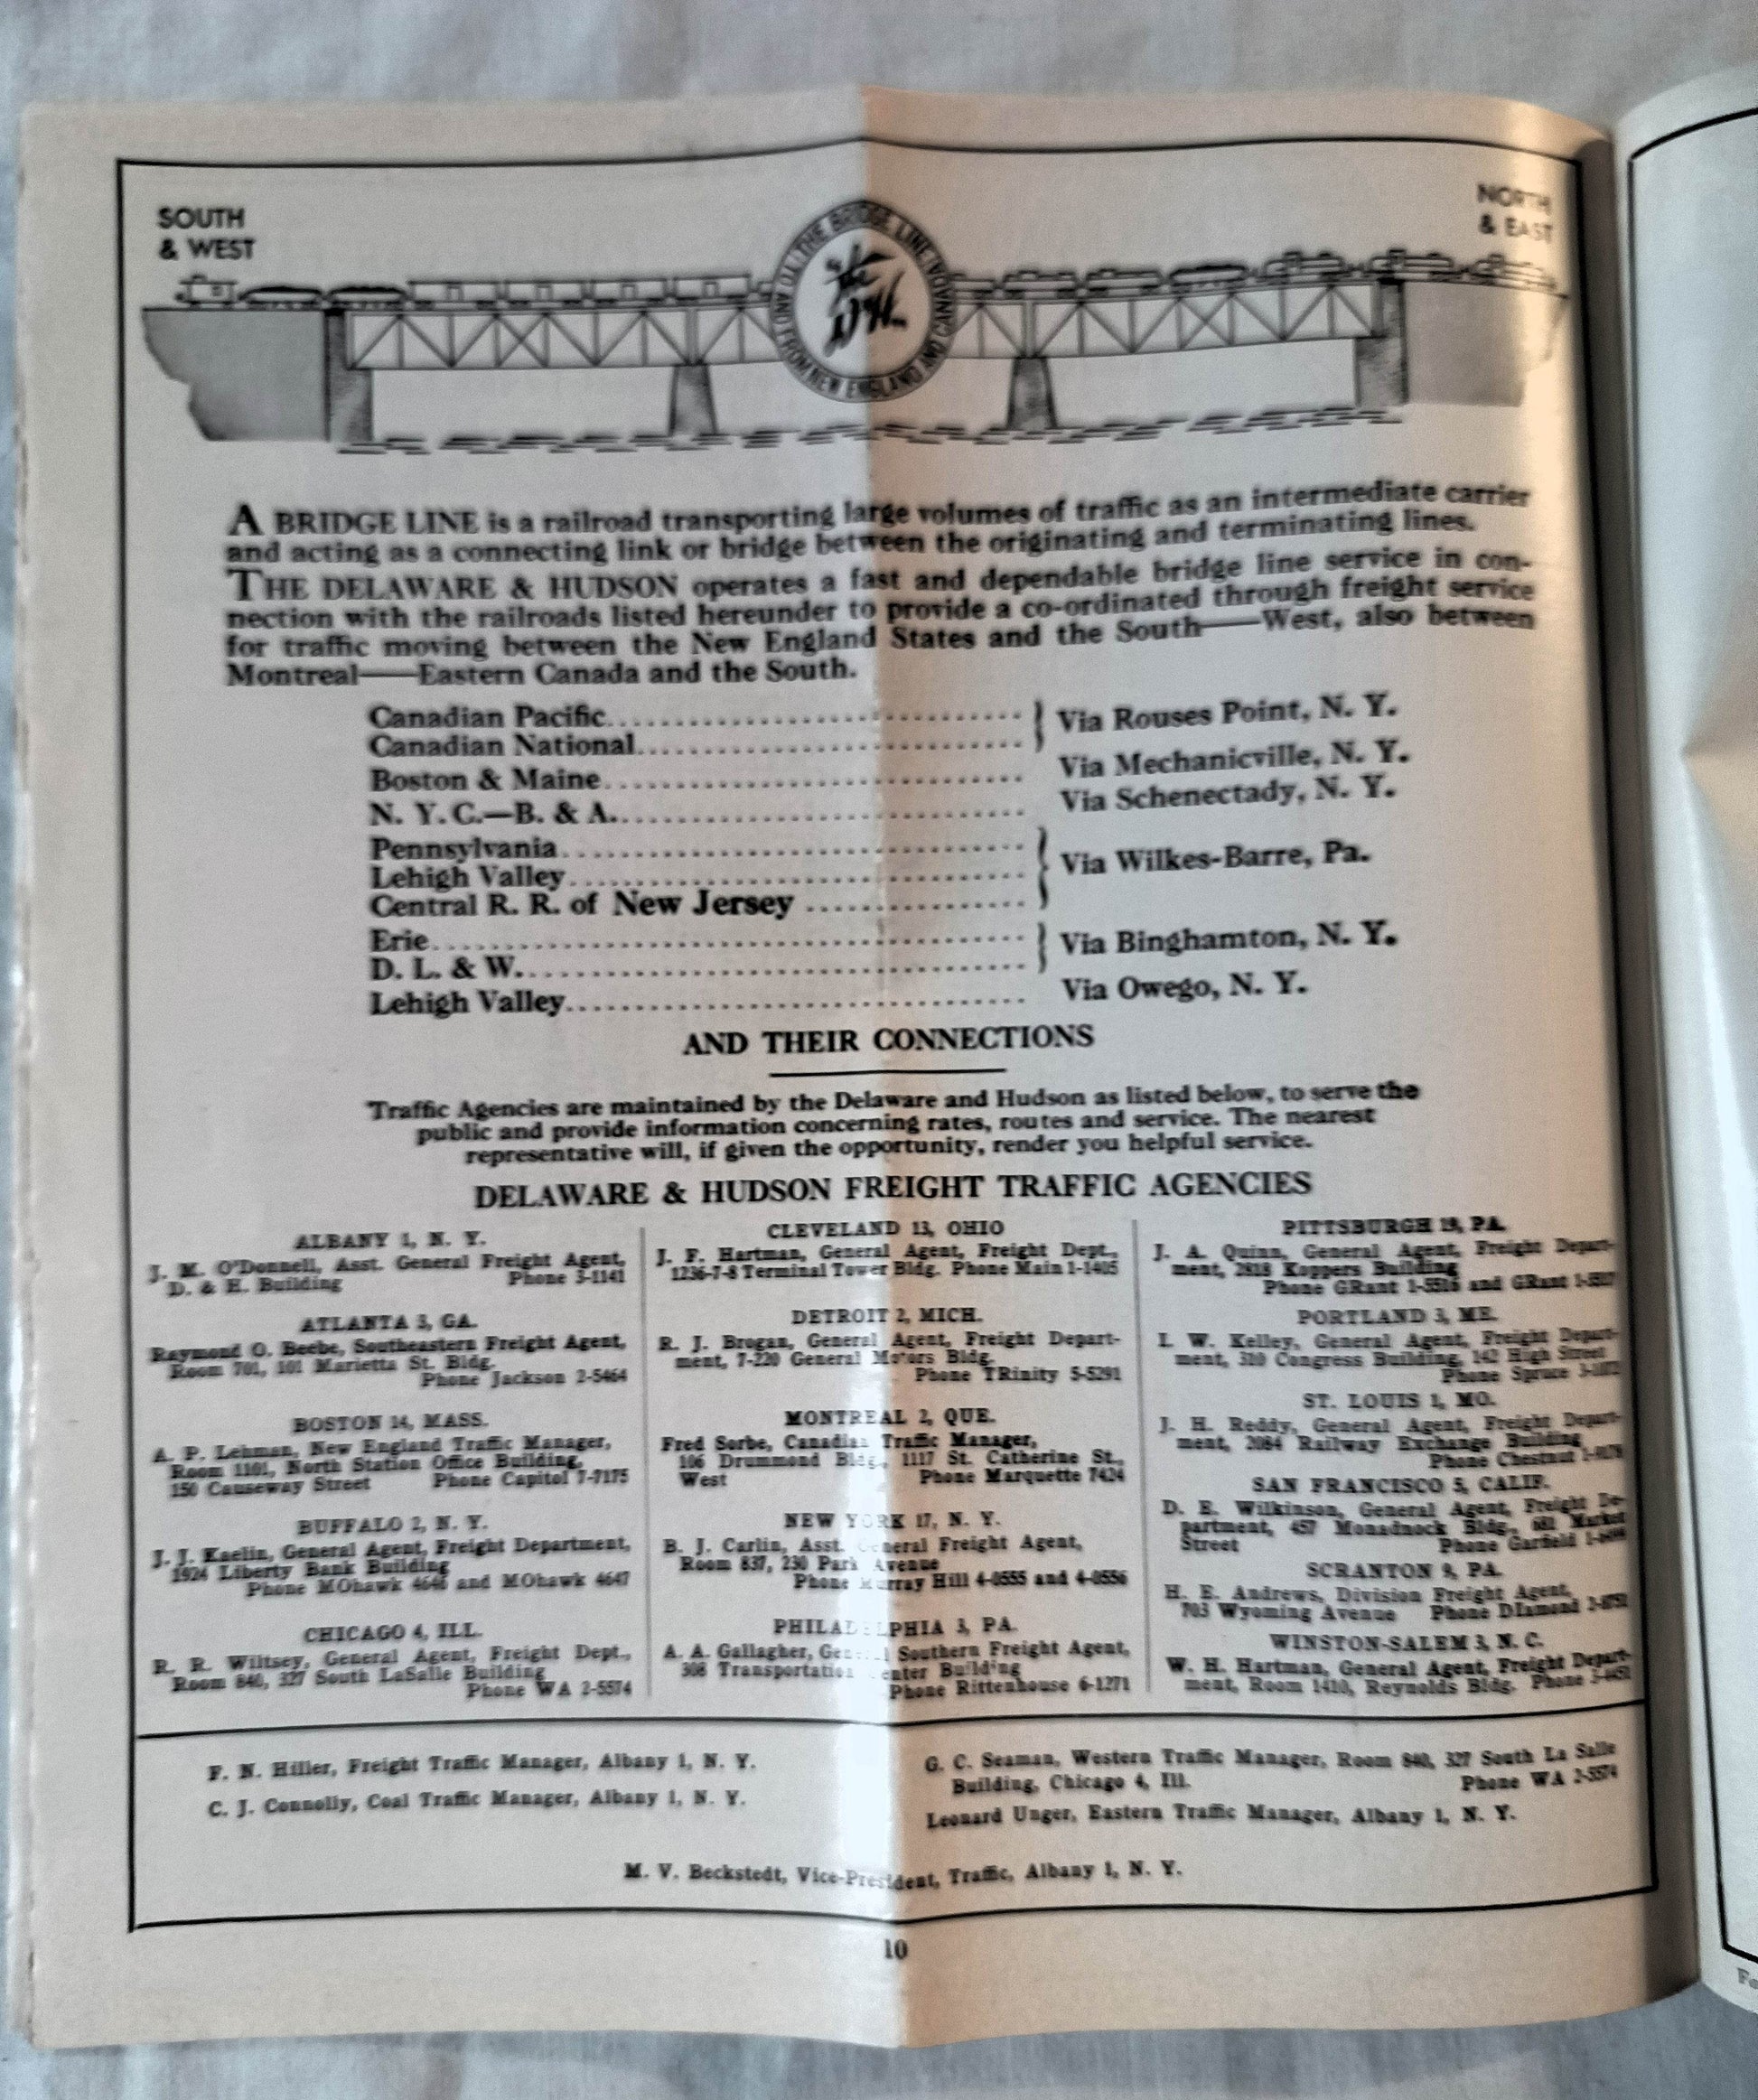 SOUTH
& WEST
NORTH
& EAST
THE BRIDGE LINE TO AND FROM NEW ENGLAND AND CANADA
"The
D&H"
A BRIDGE LINE is a railroad transporting large volumes of traffic as an intermediate carrier
and acting as a connecting link or bridge between the originating and terminating lines.
THE DELAWARE & HUDSON operates a fast and dependable bridge line service in con-
nection with the railroads listed hereunder to provide a co-ordinated through freight service
for traffic moving between the New England States and the South—West, also between
Montreal—Eastern Canada and the South.
Canadian Pacific
Canadian National
Via Rouses Point, N. Y.
Boston & Maine Via Mechanicville, N. Y.
N. Y. C.—B. & A. Via Schenectady, N. Y.
Pennsylvania
Lehigh Valley
Central R. R. of New Jersey
Via Wilkes-Barre, Pa.
Erie
D. L. & W.
Via Binghamton, N. Y.
Lehigh Valley Via Owego, N. Y.
AND THEIR CONNECTIONS
Traffic Agencies are maintained by the Delaware and Hudson as listed below, to serve the
public and provide information concerning rates, routes and service. The nearest
representative will, if given the opportunity, render you helpful service.
DELAWARE & HUDSON FREIGHT TRAFFIC AGENCIES
ALBANY 1, N. Y.
J. M. O'Donnell, Asst. General Freight Agent,
D. & H. Building Phone 3-1141
ATLANTA 3, GA.
Raymond O. Beebe, Southeastern Freight Agent,
Room 701, 101 Marietta St. Bldg.
Phone Jackson 2-5464
BOSTON 14, MASS.
A. P. Lehman, New England Traffic Manager,
Room 1101, North Station Office Building,
150 Causeway Street Phone Capitol 7-7175
BUFFALO 2, N. Y.
J. J. Kaelin, General Agent, Freight Department,
1924 Liberty Bank Building
Phone MOhawk 4646 and MOhawk 4647
CHICAGO 4, ILL.
R. R. Wiltsey, General Agent, Freight Dept.,
Room 840, 327 South LaSalle Building
Phone WA 2-5574
CLEVELAND 13, OHIO
J. F. Hartman, General Agent, Freight Dept.,
1236-7-8 Terminal Tower Bldg. Phone Main 1-1405
DETROIT 2, MICH.
R. J. Brogan, General Agent, Freight Depart-
ment, 7-220 General Motors Bldg.
Phone TRinity 5-5291
MONTREAL 2, QUE.
Fred Sorbe, Canadian Traffic Manager,
106 Drummond Bldg., 1117 St. Catherine St.,
West Phone Marquette 7424
NEW YORK 17, N. Y.
B. J. Carlin, Asst. General Freight Agent,
Room 837, 230 Park Avenue
Phone Murray Hill 4-0555 and 4-0556
PHILADELPHIA 3, PA.
A. A. Gallagher, General Southern Freight Agent,
308 Transportation Center Building
Phone Rittenhouse 6-1271
PITTSBURGH 19, PA.
J. A. Quinn, General Agent, Freight Depart-
ment, 2818 Koppers Building
Phone GRant 1-5516 and GRant
PORTLAND 3, ME.
I. W. Kelley, General Agent, Freight Depart-
ment, 310 Congress Building, 142 High Street
Phone Spruce
ST. LOUIS 1, MO.
J. H. Reddy, General Agent, Freight Depart-
ment, 2084 Railway Exchange Building
Phone Chestnut
SAN FRANCISCO 5, CALIF.
D. E. Wilkinson, General Agent, Freight De-
partment, 457 Monadnock Bldg., 681 Market
Street Phone Garfield
SCRANTON 9, PA.
H. E. Andrews, Division Freight Agent,
703 Wyoming Avenue Phone DIamond
WINSTON-SALEM 3, N. C.
W. H. Hartman, General Agent, Freight Depart-
ment, Room 1410, Reynolds Bldg. Phone
F. N. Hiller, Freight Traffic Manager, Albany 1, N. Y.
C. J. Connolly, Coal Traffic Manager, Albany 1, N. Y.
G. C. Seaman, Western Traffic Manager, Room 840, 327 South La Salle
Building, Chicago 4, Ill. Phone WA 2-5574
Leonard Unger, Eastern Traffic Manager, Albany 1, N. Y.
M. V. Beckstedt, Vice-President, Traffic, Albany 1, N. Y.
10